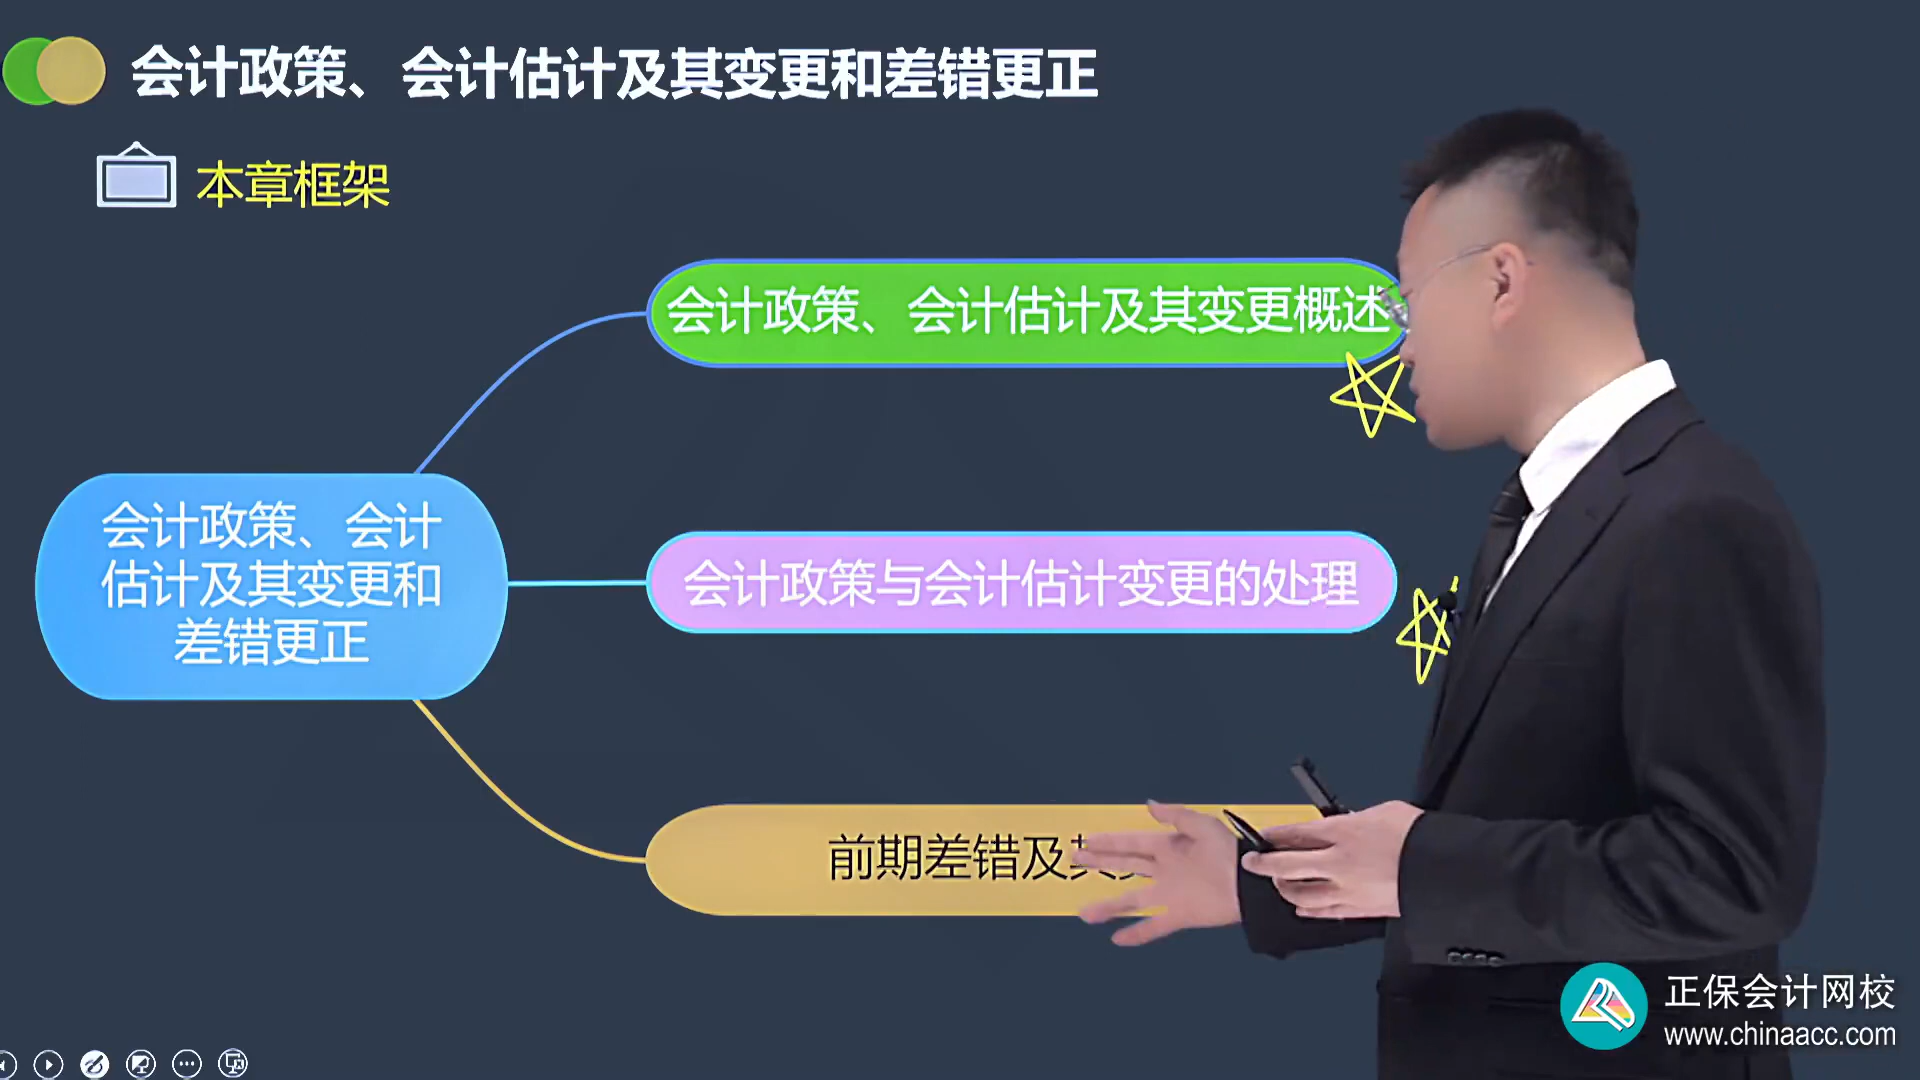 会计政策、会计估计及其变更和差错更正
本章框架
会计政策、会计估计及其变更概述
会计政策、会计
估计及其变更和
差错更正
会计政策与会计估计变更的处理
前期差错及其
正保会计网校
www.chinaacc.com